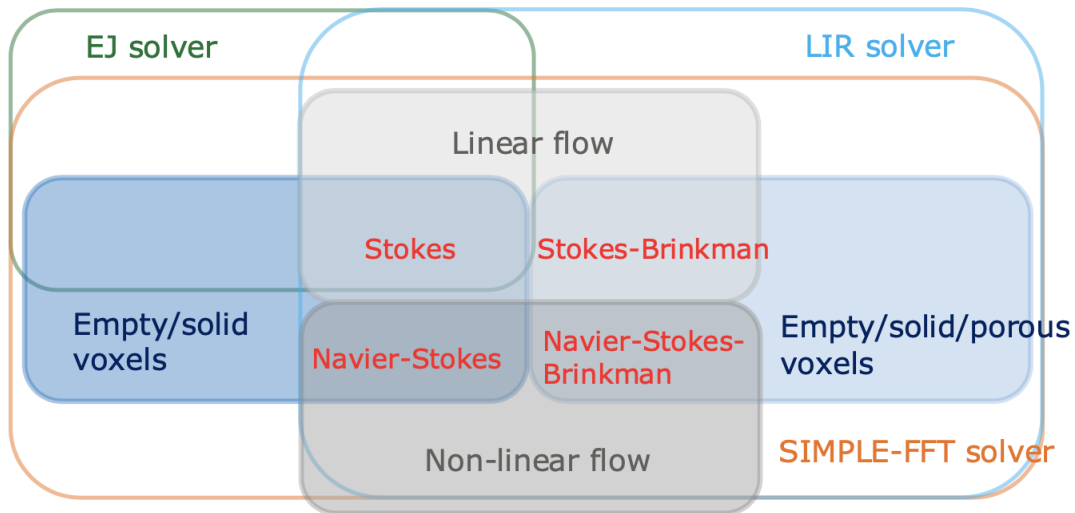 EJ solver
LIR solver
Linear flow
Stokes
Stokes-Brinkman
Empty/solid
voxels
Navier-Stokes
Navier-Stokes-
Brinkman
Empty/solid/porous
voxels
Non-linear flow
SIMPLE-FFT solver